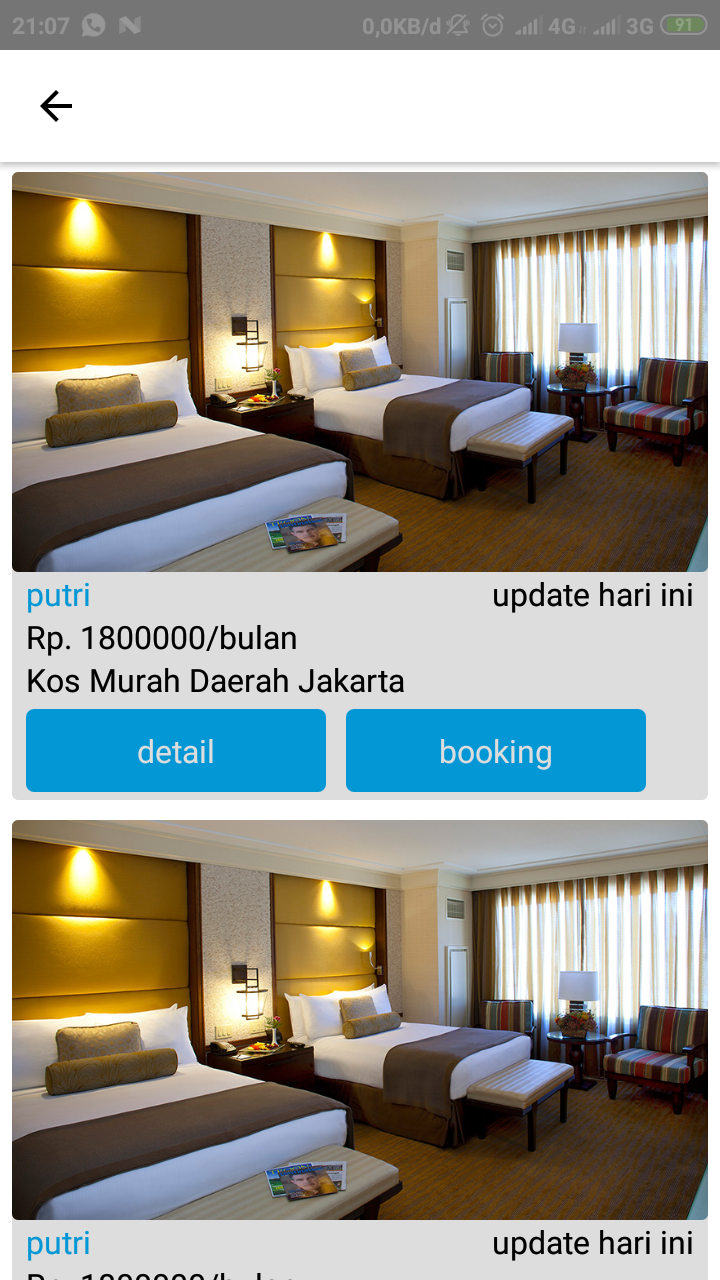 21:07 0,0KB/d 4G 3G 91
putri update hari ini
Rp. 1800000/bulan
Kos Murah Daerah Jakarta
detail booking
putri update hari ini